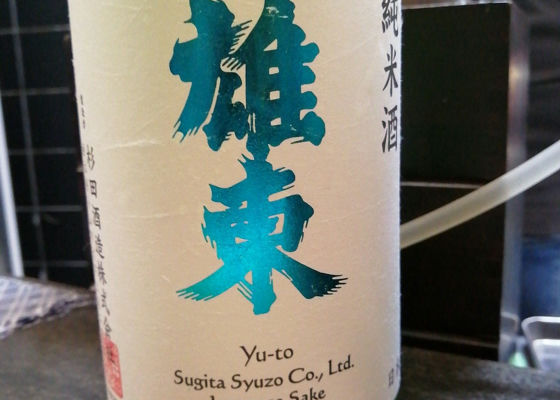 純米酒
雄東
杉田酒造株式会社
Yu-to
Sugita Syuzo Co., Ltd.
Sake